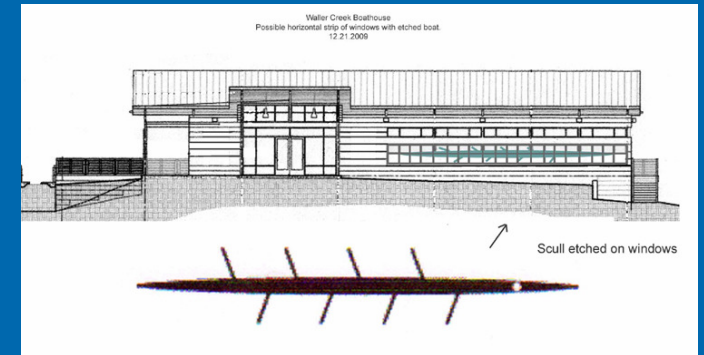 Waller Creek Boathouse
Possible horizontal strip of windows with etched boat.
12.21.2009
Scull etched on windows